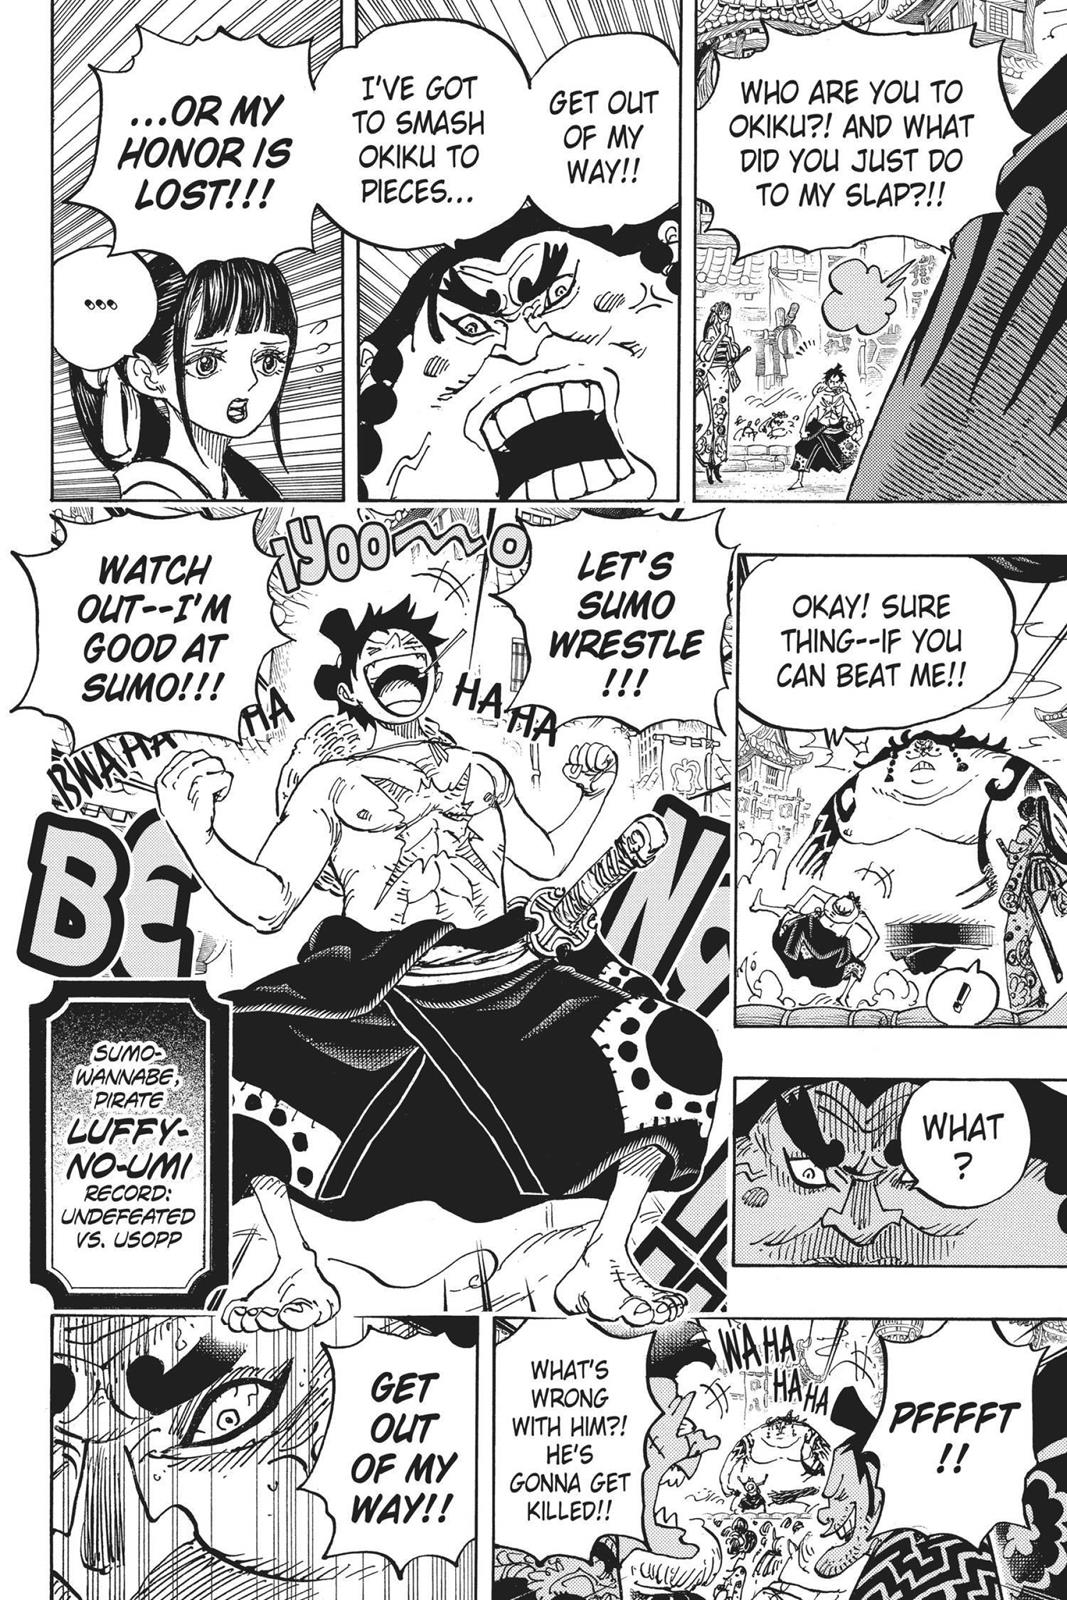 WHO ARE YOU TO
OKIKU?! AND WHAT
DID YOU JUST DO
TO MY SLAP?!!
GET OUT
OF MY
WAY!!
I'VE GOT
TO SMASH
OKIKU TO
PIECES...
...OR MY
HONOR IS
LOST!!!
...
OKAY! SURE
THING--IF YOU
CAN BEAT ME!!
!
WHAT
?
LET'S
SUMO
WRESTLE
!!!
IYOO~O
WATCH
OUT--I'M
GOOD AT
SUMO!!!
BWA HA
HA
HA HA
SUMO-
WANNABE,
PIRATE
LUFFY-
NO-UMI
RECORD:
UNDEFEATED
VS. USOPP
PFFFFT
!!
WA HA
HA HA
WHAT'S
WRONG
WITH HIM?!
HE'S
GONNA GET
KILLED!!
GET
OUT
OF MY
WAY!!